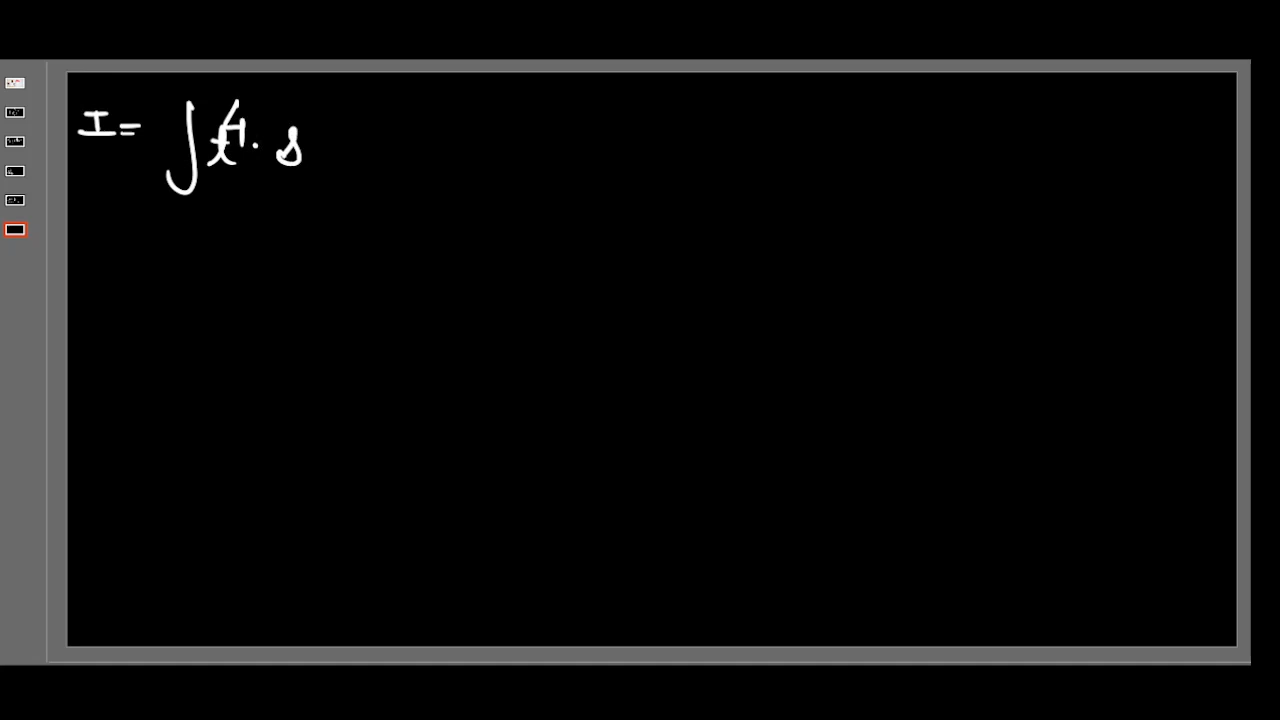 I = ∫ t⁴ · s